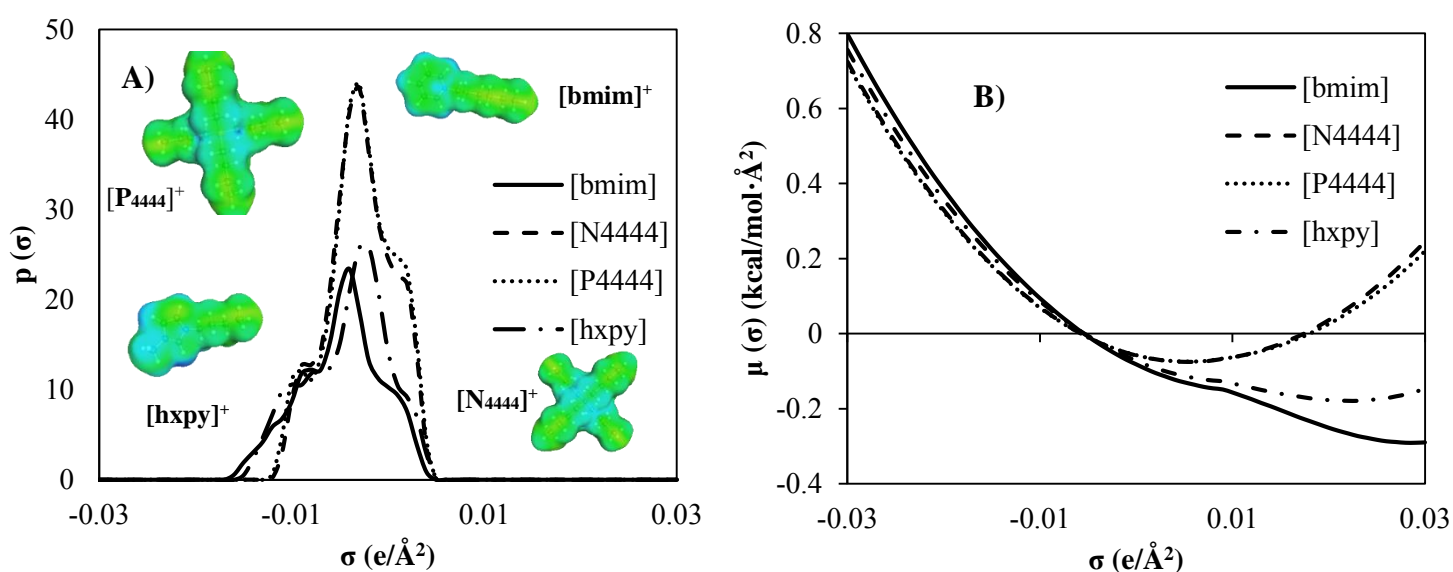 A)
B)
p (σ)
50
40
30
20
10
0
-0.03
-0.01
0.01
0.03
σ (e/Å²)
[P₄₄₄₄]⁺
[bmim]⁺
[hxpy]⁺
[N₄₄₄₄]⁺
[bmim]
[N4444]
[P4444]
[hxpy]
μ (σ) (kcal/mol·Å²)
0.8
0.6
0.4
0.2
0
-0.2
-0.4
-0.03
-0.01
0.01
0.03
σ (e/Å²)
[bmim]
[N4444]
[P4444]
[hxpy]